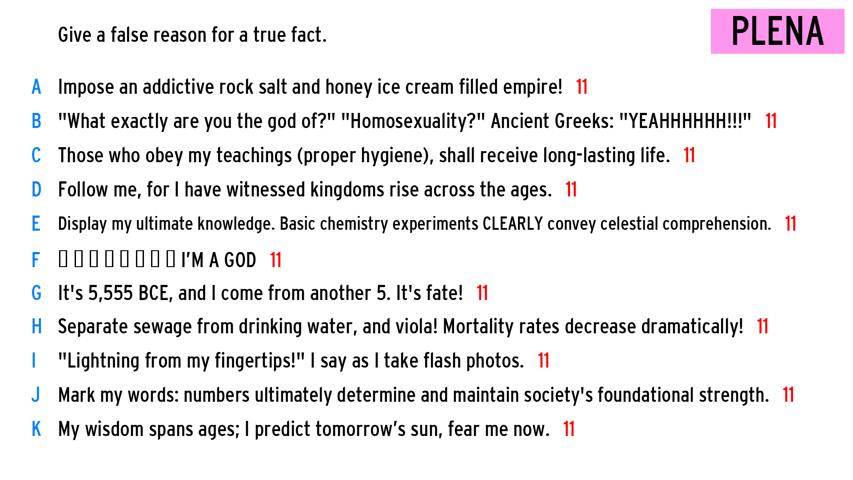 Give a false reason for a true fact.
PLENA
A Impose an addictive rock salt and honey ice cream filled empire! 11
B "What exactly are you the god of?" "Homosexuality?" Ancient Greeks: "YEAHHHHHH!!!" 11
C Those who obey my teachings (proper hygiene), shall receive long-lasting life. 11
D Follow me, for I have witnessed kingdoms rise across the ages. 11
E Display my ultimate knowledge. Basic chemistry experiments CLEARLY convey celestial comprehension. 11
F ▯ ▯ ▯ ▯ ▯ ▯ ▯ ▯ I'M A GOD 11
G It's 5,555 BCE, and I come from another 5. It's fate! 11
H Separate sewage from drinking water, and viola! Mortality rates decrease dramatically! 11
I "Lightning from my fingertips!" I say as I take flash photos. 11
J Mark my words: numbers ultimately determine and maintain society's foundational strength. 11
K My wisdom spans ages; I predict tomorrow's sun, fear me now. 11